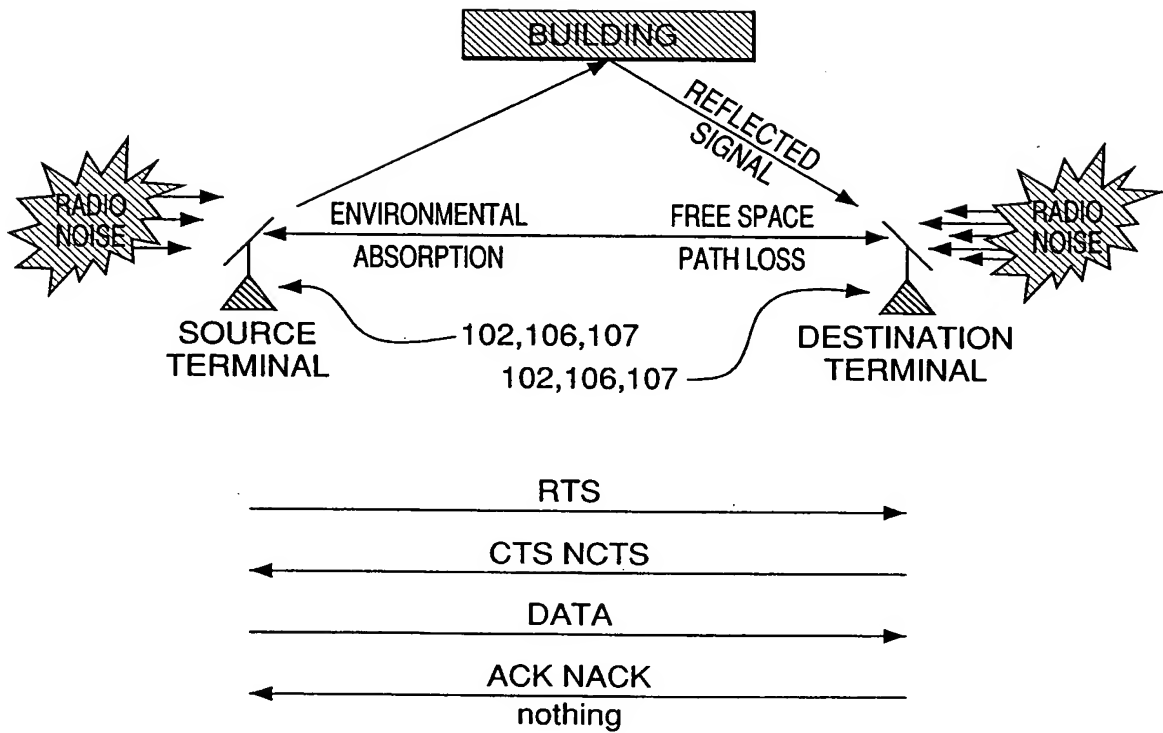 BUILDING
REFLECTED
SIGNAL
RADIO
NOISE
ENVIRONMENTAL
ABSORPTION
FREE SPACE
PATH LOSS
RADIO
NOISE
SOURCE
TERMINAL
102,106,107
102,106,107
DESTINATION
TERMINAL
RTS
CTS NCTS
DATA
ACK NACK
nothing